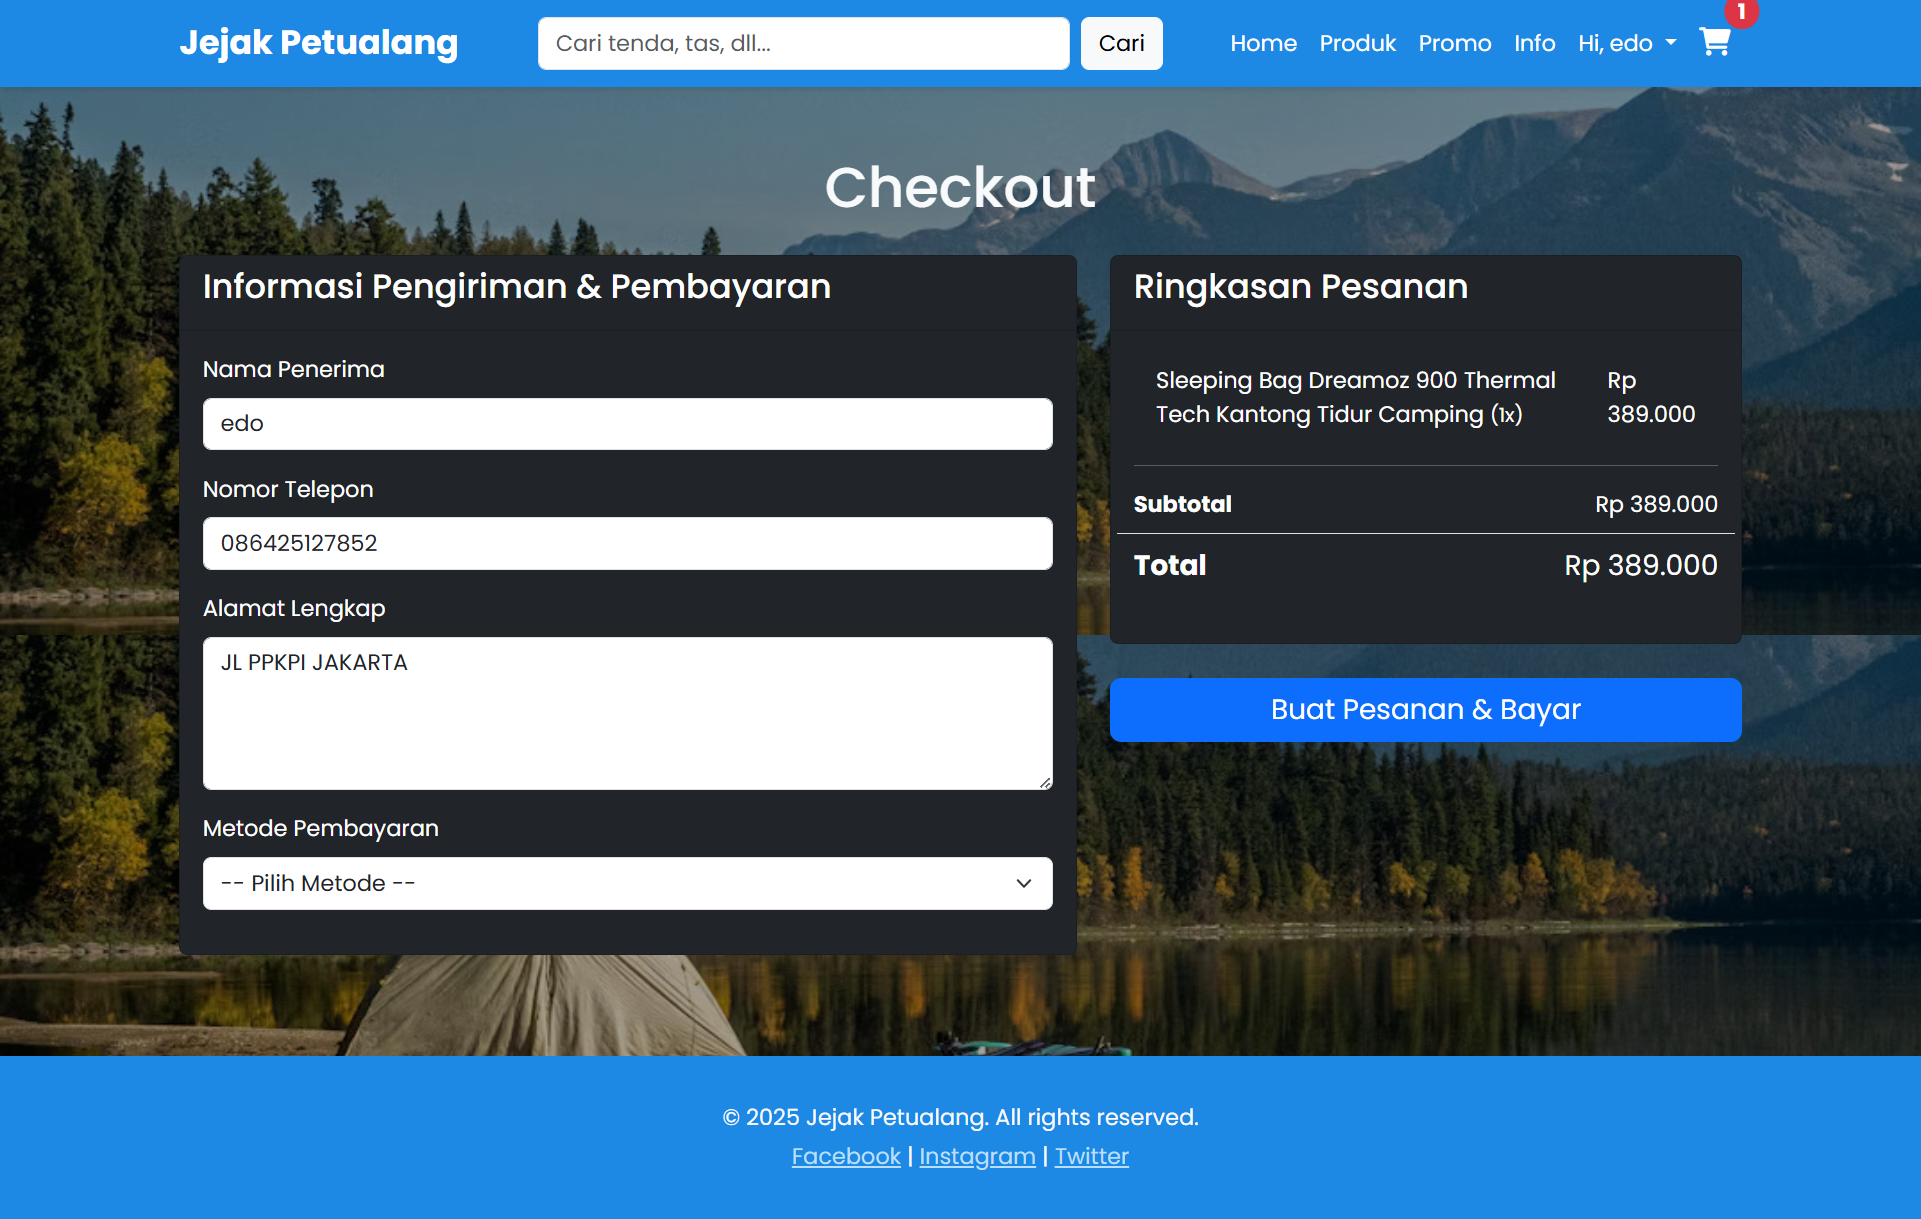 Jejak Petualang
Cari tenda, tas, dll...
Cari
Home
Produk
Promo
Info
Hi, edo
1
Checkout
Informasi Pengiriman & Pembayaran
Nama Penerima
edo
Nomor Telepon
086425127852
Alamat Lengkap
JL PPKPI JAKARTA
Metode Pembayaran
-- Pilih Metode --
Ringkasan Pesanan
Sleeping Bag Dreamoz 900 Thermal
Tech Kantong Tidur Camping (1x)
Rp
389.000
Subtotal Rp 389.000
Total Rp 389.000
Buat Pesanan & Bayar
© 2025 Jejak Petualang. All rights reserved.
Facebook | Instagram | Twitter